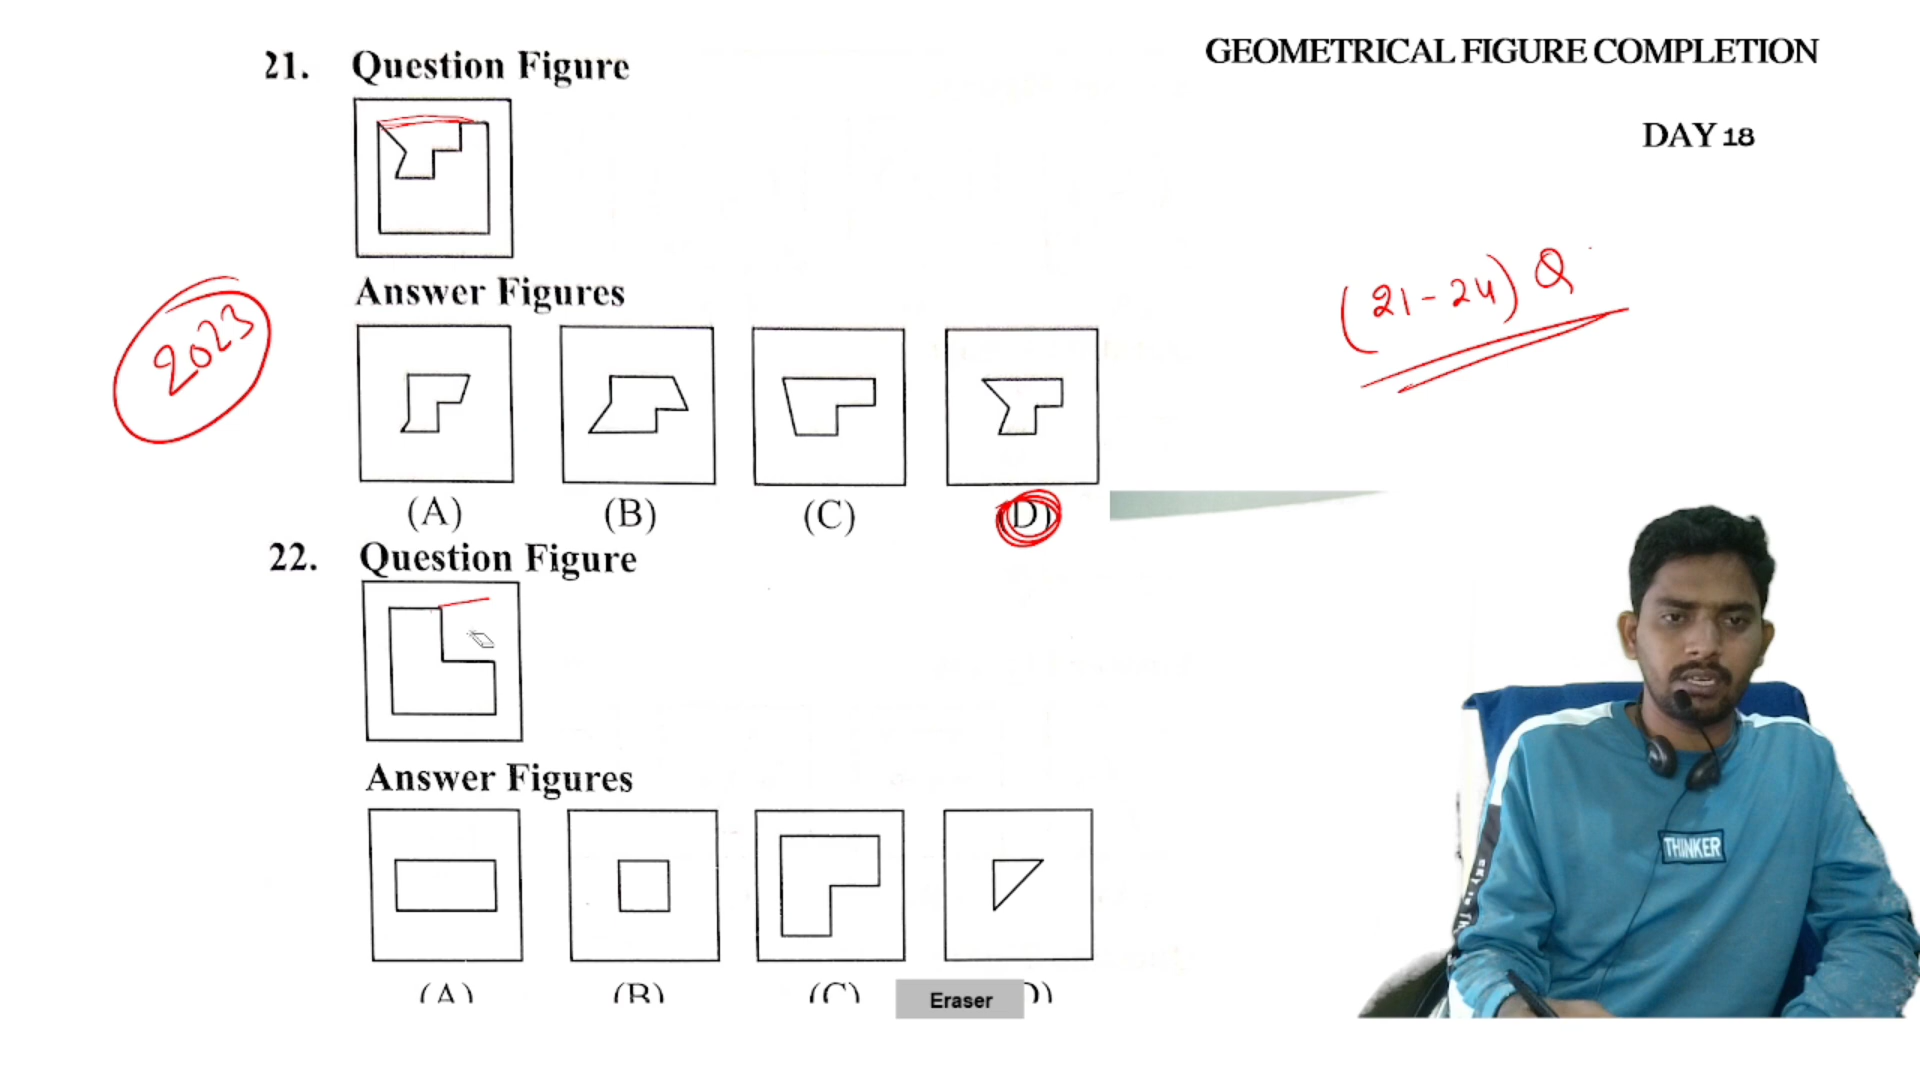 GEOMETRICAL FIGURE COMPLETION
DAY 18
21. Question Figure
Answer Figures
2023
(21-24) Q
(A) (B) (C) (D)
22. Question Figure
Answer Figures
(A) (B) (C) D)
Eraser
THINKER